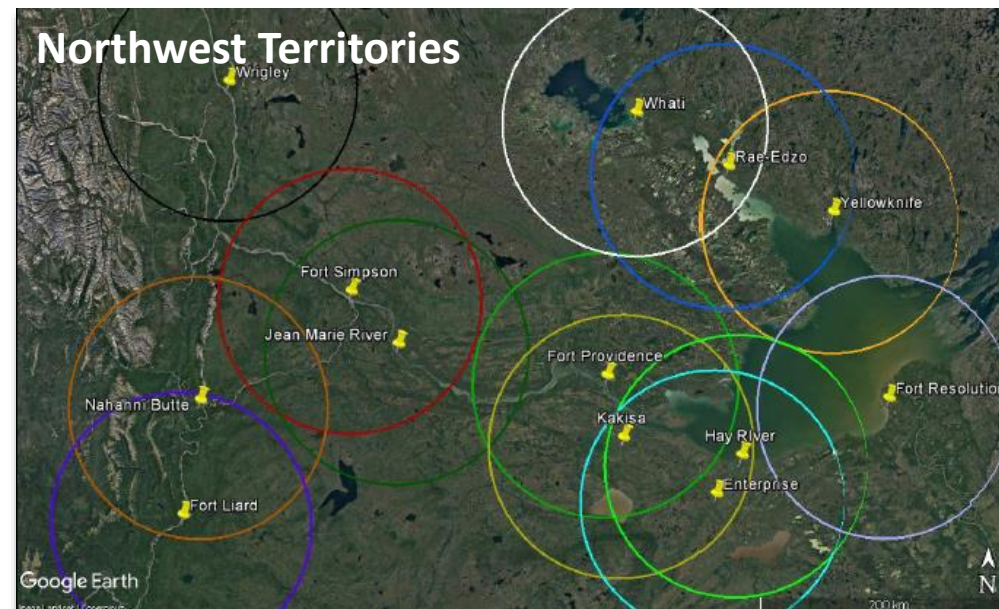 Northwest Territories
Wrigley
Whati
Rae-Edzo
Yellowknife
Fort Simpson
Jean Marie River
Fort Providence
Fort Resolution
Nahanni Butte
Kakisa
Hay River
Enterprise
Fort Liard
Google Earth
N
200 km